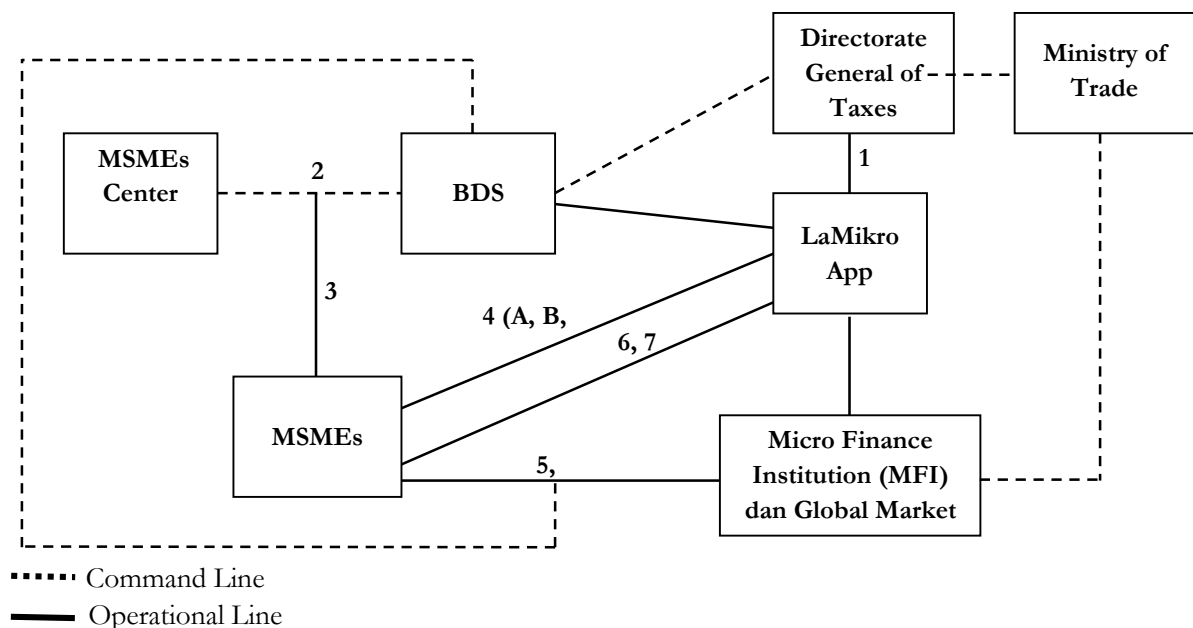 Directorate
General of
Taxes
Ministry of
Trade
MSMEs
Center
2
BDS
1
LaMikro
App
3
4 (A, B,
6, 7
MSMEs
5,
Micro Finance
Institution (MFI)
dan Global Market
Command Line
Operational Line